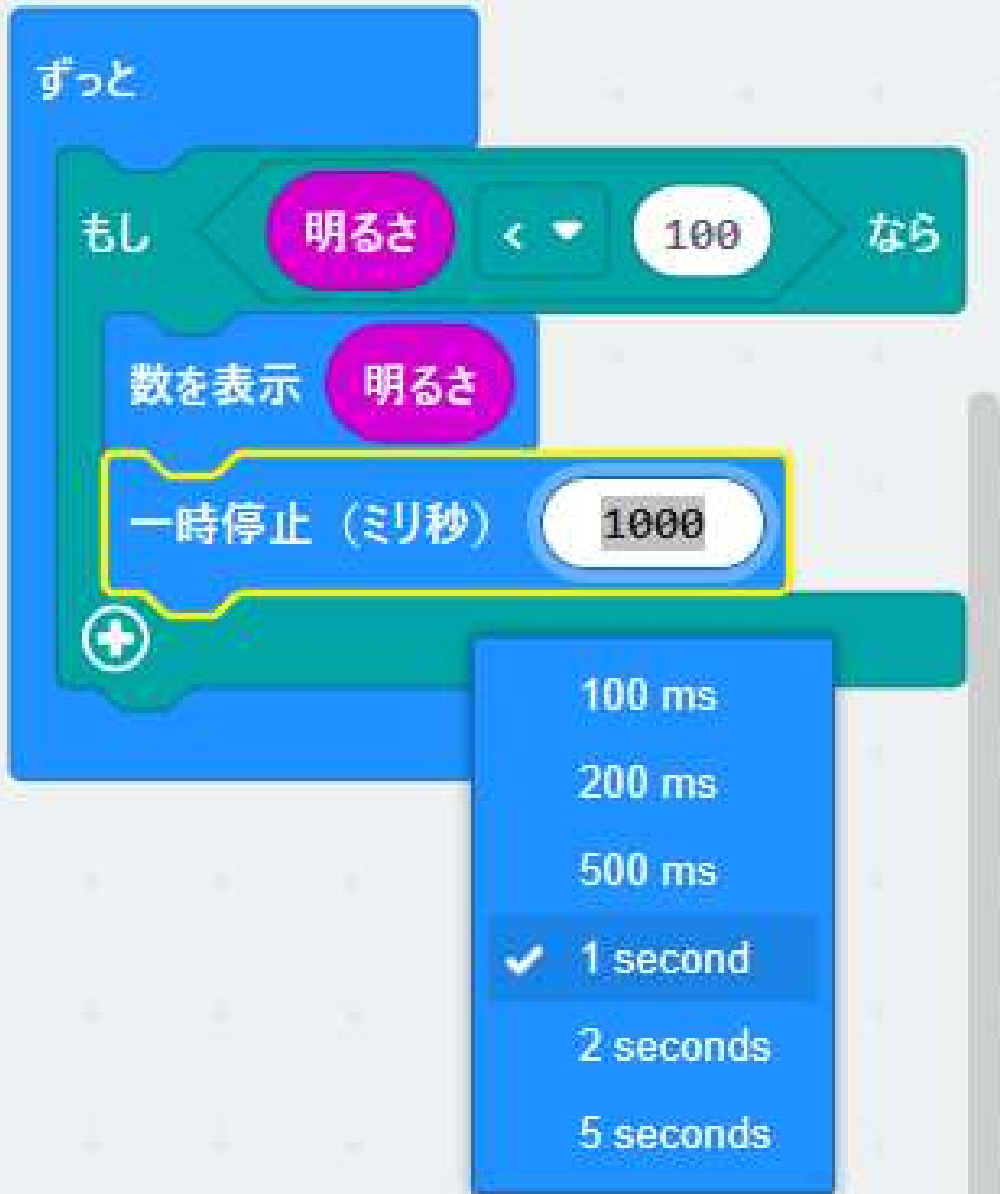 ずっと
もし 明るさ < 100 なら
数を表示 明るさ
一時停止（ミリ秒） 1000
100 ms
200 ms
500 ms
1 second
2 seconds
5 seconds